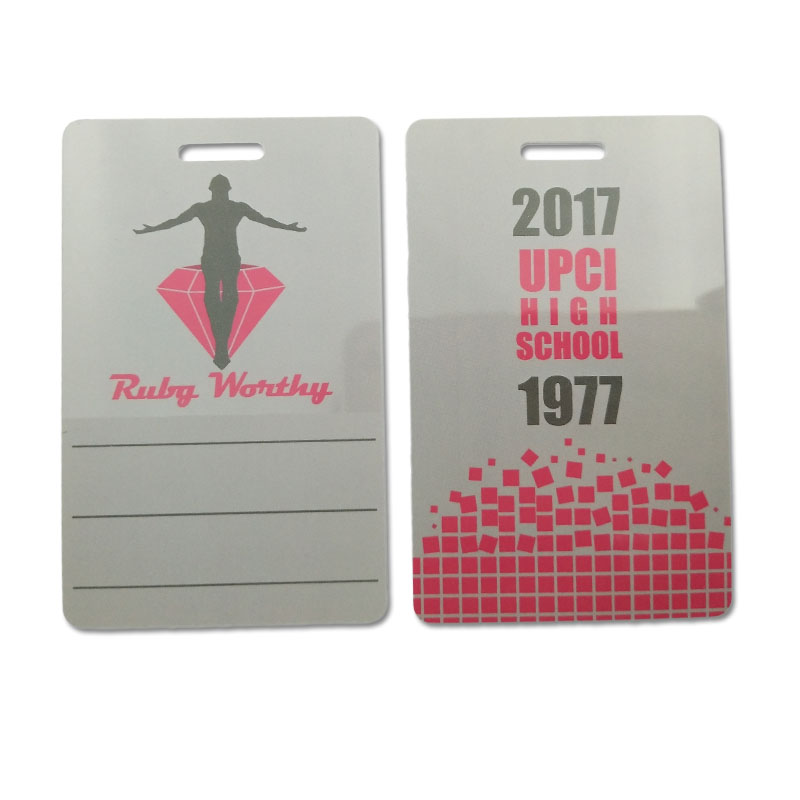 Ruby Worthy
2017
UPCI
HIGH
SCHOOL
1977